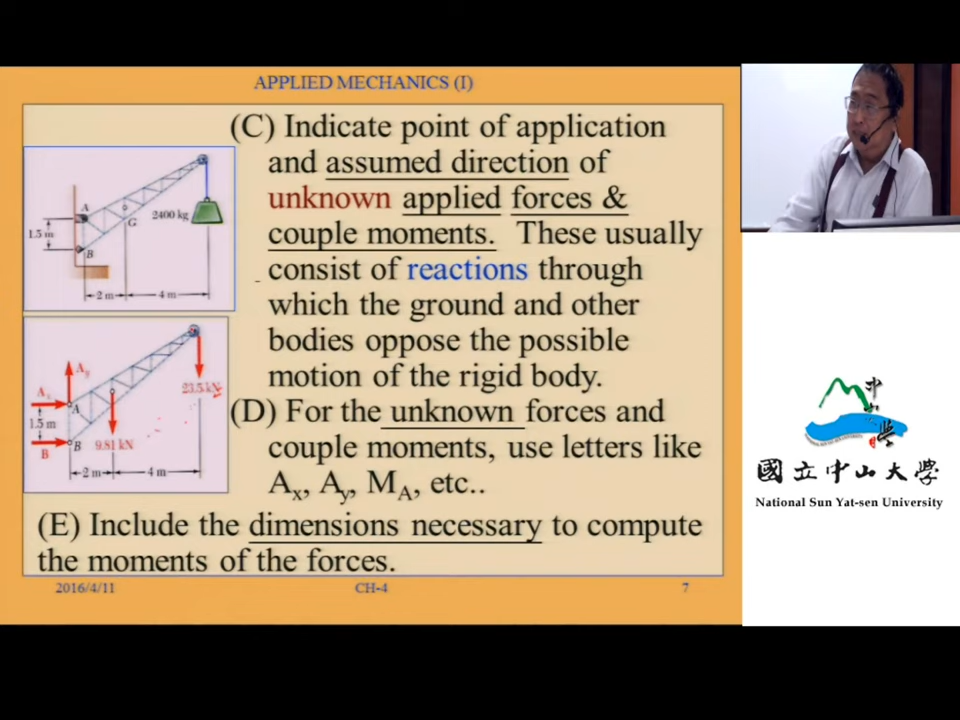 APPLIED MECHANICS (I)
(C) Indicate point of application
and assumed direction of
unknown applied forces &
couple moments. These usually
consist of reactions through
which the ground and other
bodies oppose the possible
motion of the rigid body.
(D) For the unknown forces and
couple moments, use letters like
Ax, Ay, MA, etc..
(E) Include the dimensions necessary to compute
the moments of the forces.
A
2400 kg
G
1.5 m
B
2 m
4 m
Ay
Ax
23.5 kN
A
1.5 m
B
B
9.81 kN
2 m
4 m
2016/4/11
CH-4
7
中山大學
國立中山大學
National Sun Yat-sen University